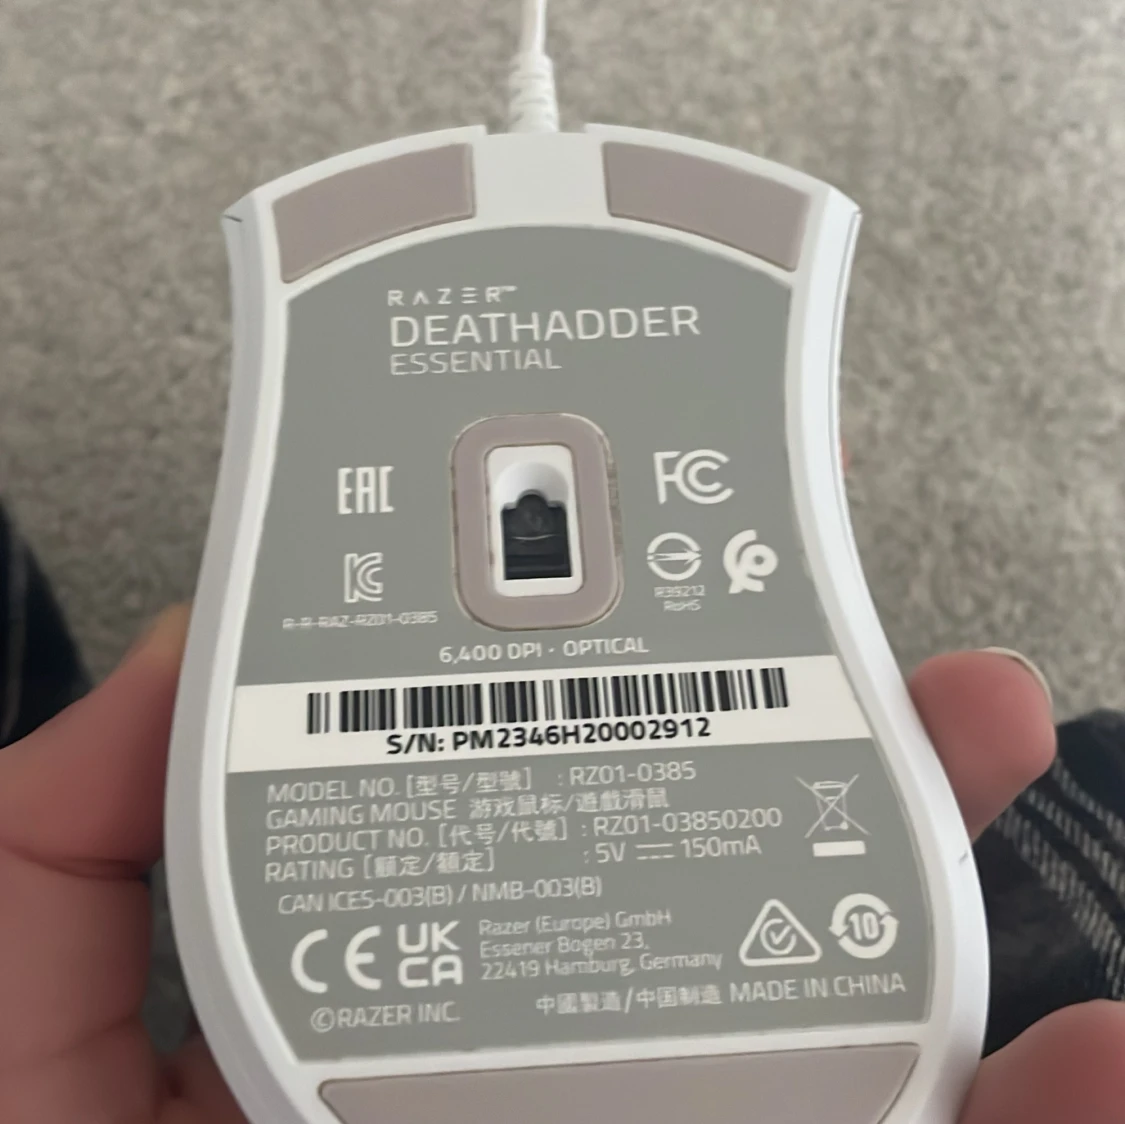 RAZER™
DEATHADDER
ESSENTIAL
EAC
FC
R-R-RAZ-RZ01-0385
R39212
RoHS
6,400 DPI · OPTICAL
S/N: PM2346H20002912
MODEL NO. [型号/型號] : RZ01-0385
GAMING MOUSE 游戏鼠标/遊戲滑鼠
PRODUCT NO. [代号/代號] : RZ01-03850200
RATING [額定/額定] : 5V ⎓ 150mA
CAN ICES-003(B) / NMB-003(B)
CE
UK
CA
Razer (Europe) GmbH
Essener Bogen 23,
22419 Hamburg, Germany
10
©RAZER INC.
中國製造/中国制造 MADE IN CHINA